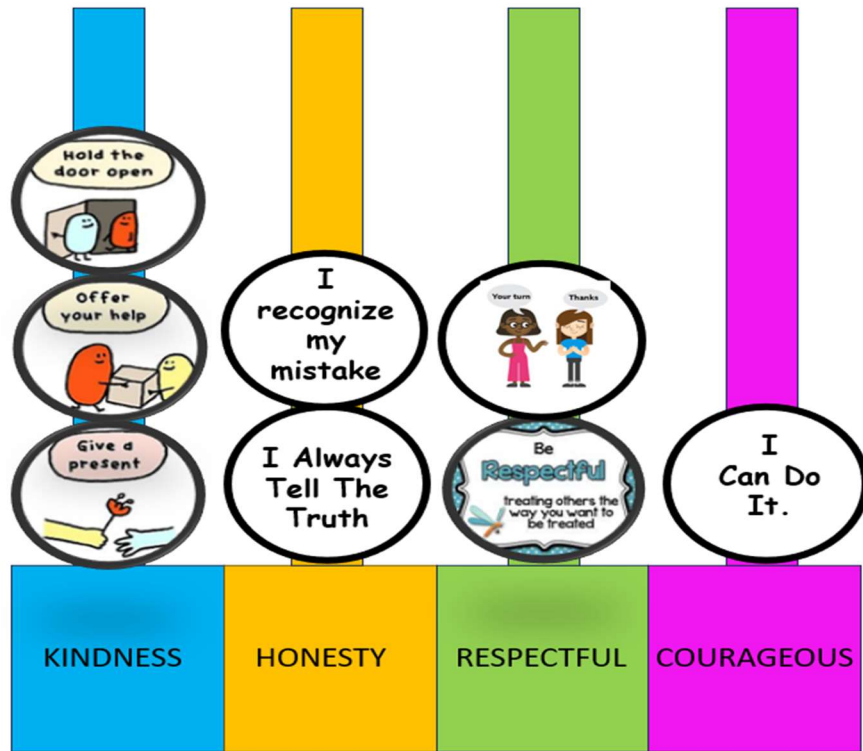 Hold the
door open
Offer
your help
Give a
present
I
recognize
my
mistake
I Always
Tell The
Truth
Your turn
Thanks
Be
Respectful
treating others the
way you want to
be treated
I
Can Do
It.
KINDNESS
HONESTY
RESPECTFUL
COURAGEOUS